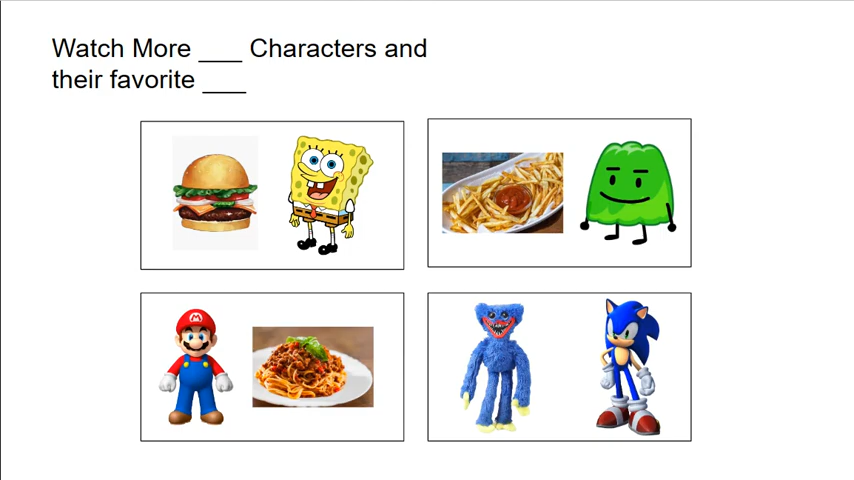 Watch More ___ Characters and
their favorite ___
M